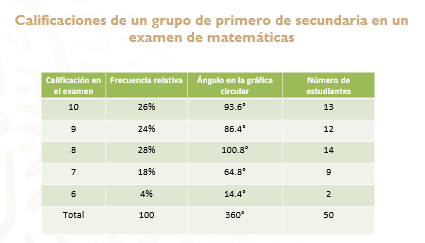 Calificaciones de un grupo de primero de secundaria en un
examen de matemáticas
Calificación en el examen Frecuencia relativa Ángulo en la gráfica circular Número de estudiantes
10 26% 93.6° 13
9 24% 86.4° 12
8 28% 100.8° 14
7 18% 64.8° 9
6 4% 14.4° 2
Total 100 360° 50